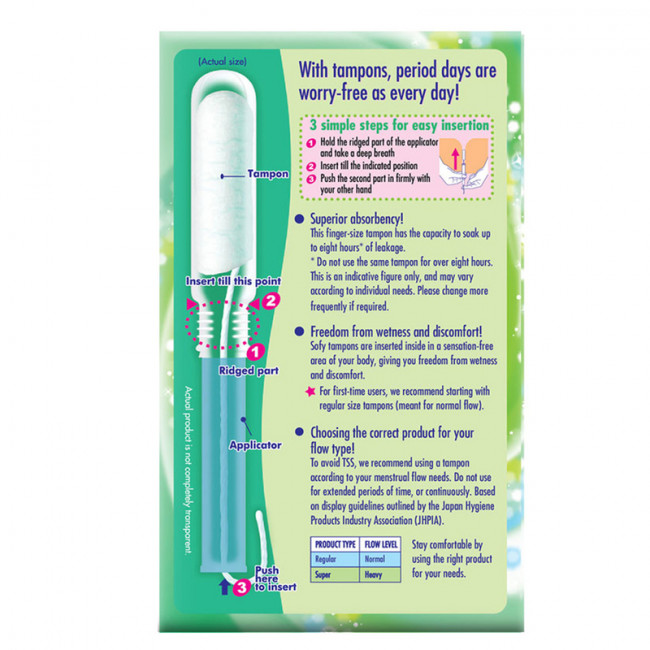 (Actual size)
Tampon
Insert till this point
2
1
Ridged part
Applicator
Actual product is not completely transparent.
Push
here
3 to insert
With tampons, period days are
worry-free as every day!
3 simple steps for easy insertion
1 Hold the ridged part of the applicator
and take a deep breath
2 Insert till the indicated position
3 Push the second part in firmly with
your other hand
● Superior absorbency!
This finger-size tampon has the capacity to soak up
to eight hours* of leakage.
* Do not use the same tampon for over eight hours.
This is an indicative figure only, and may vary
according to individual needs. Please change more
frequently if required.
● Freedom from wetness and discomfort!
Sofy tampons are inserted inside in a sensation-free
area of your body, giving you freedom from wetness
and discomfort.
★ For first-time users, we recommend starting with
regular size tampons (meant for normal flow).
● Choosing the correct product for your
flow type!
To avoid TSS, we recommend using a tampon
according to your menstrual flow needs. Do not use
for extended periods of time, or continuously. Based
on display guidelines outlined by the Japan Hygiene
Products Industry Association (JHPIA).
PRODUCT TYPE FLOW LEVEL
Regular Normal
Super Heavy
Stay comfortable by
using the right product
for your needs.